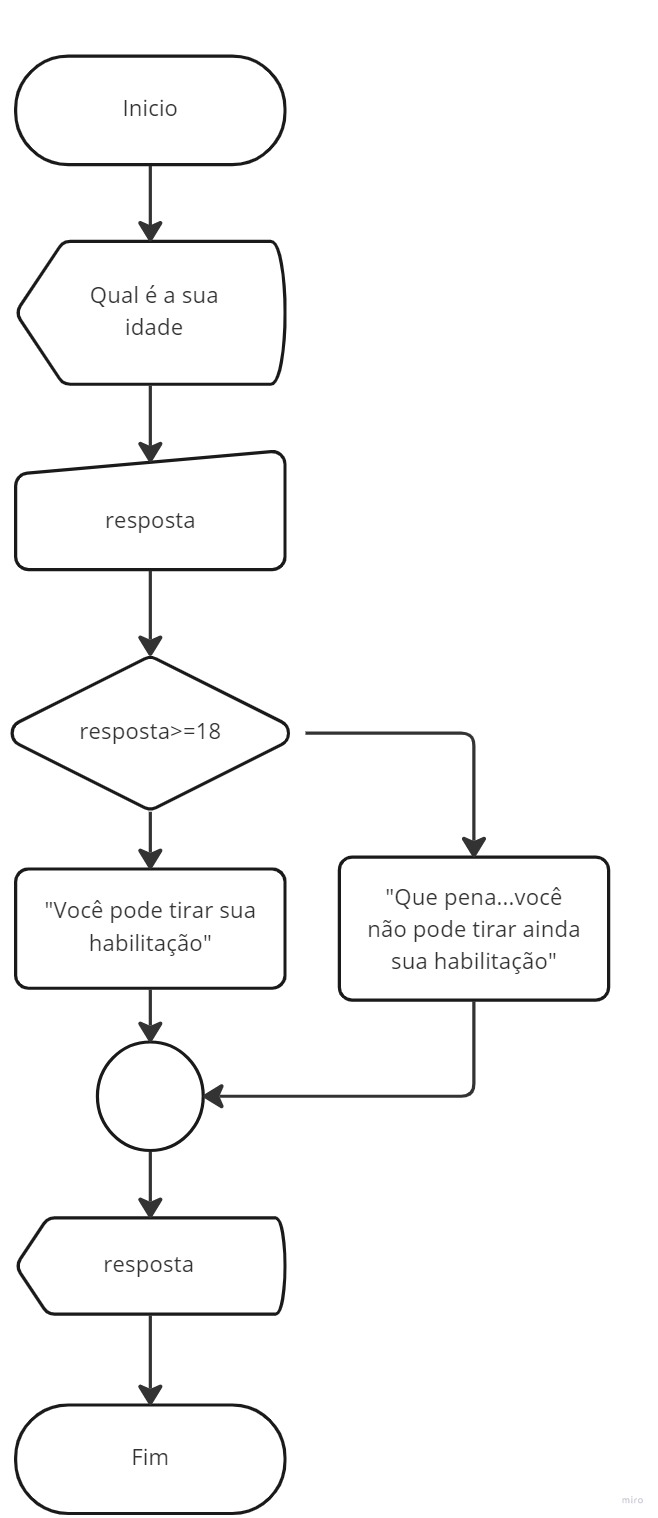 Inicio
Qual é a sua
idade
resposta
resposta>=18
"Você pode tirar sua
habilitação"
"Que pena...você
não pode tirar ainda
sua habilitação"
resposta
Fim
miro